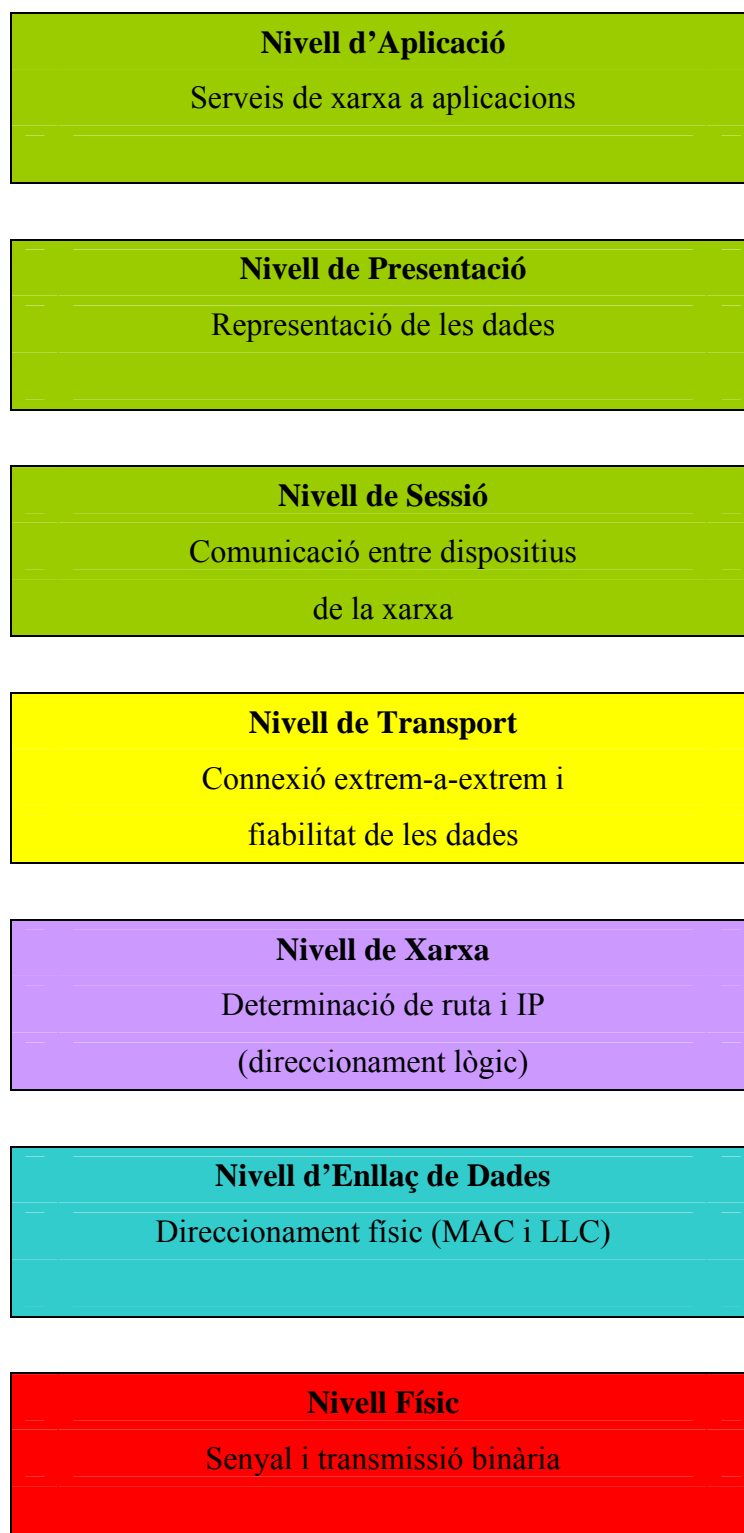 Nivell d’Aplicació
Serveis de xarxa a aplicacions
Nivell de Presentació
Representació de les dades
Nivell de Sessió
Comunicació entre dispositius
de la xarxa
Nivell de Transport
Connexió extrem-a-extrem i
fiabilitat de les dades
Nivell de Xarxa
Determinació de ruta i IP
(direccionament lògic)
Nivell d’Enllaç de Dades
Direccionament físic (MAC i LLC)
Nivell Físic
Senyal i transmissió binària